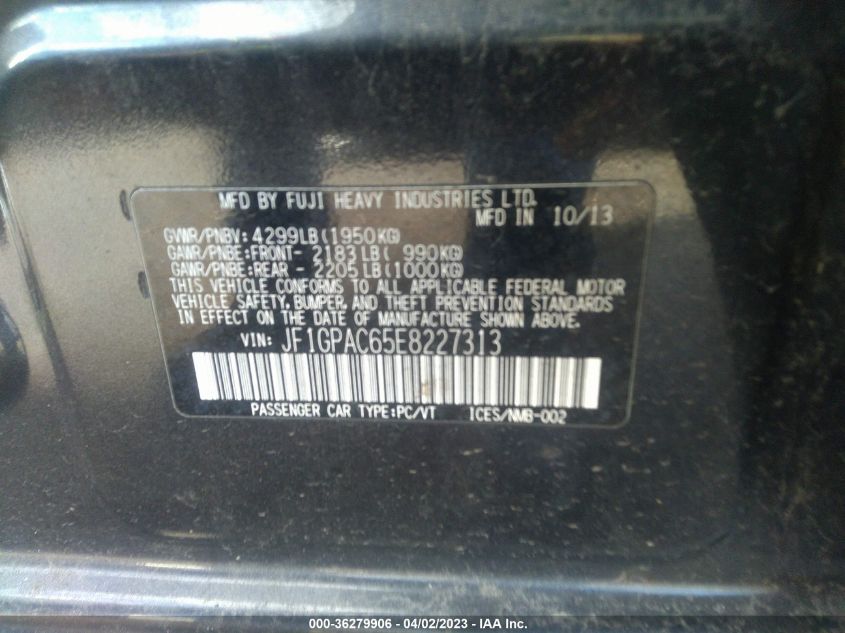 MFD BY FUJI HEAVY INDUSTRIES LTD.
MFD IN 10/13
GVWR/PNBV: 4299LB(1950KG)
GAWR/PNBE:FRONT- 2183LB( 990KG)
GAWR/PNBE:REAR - 2205LB(1000KG)
THIS VEHICLE CONFORMS TO ALL APPLICABLE FEDERAL MOTOR
VEHICLE SAFETY, BUMPER, AND THEFT PREVENTION STANDARDS
IN EFFECT ON THE DATE OF MANUFACTURE SHOWN ABOVE.
VIN: JF1GPAC65E8227313
PASSENGER CAR TYPE:PC/VT ICES/NMB-002
000-36279906 - 04/02/2023 - IAA Inc.